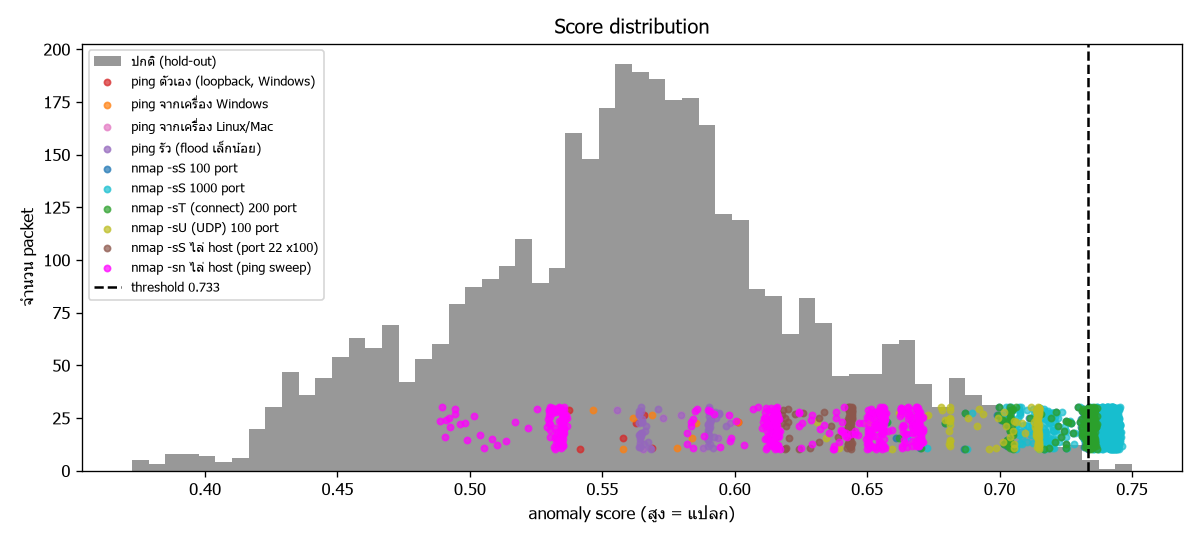 Score distribution
จำนวน packet
200
175
150
125
100
75
50
25
0
ปกติ (hold-out)
ping ตัวเอง (loopback, Windows)
ping จากเครื่อง Windows
ping จากเครื่อง Linux/Mac
ping รัว (flood เล็กน้อย)
nmap -sS 100 port
nmap -sS 1000 port
nmap -sT (connect) 200 port
nmap -sU (UDP) 100 port
nmap -sS ไล่ host (port 22 x100)
nmap -sn ไล่ host (ping sweep)
threshold 0.733
0.40 0.45 0.50 0.55 0.60 0.65 0.70 0.75
anomaly score (สูง = แปลก)